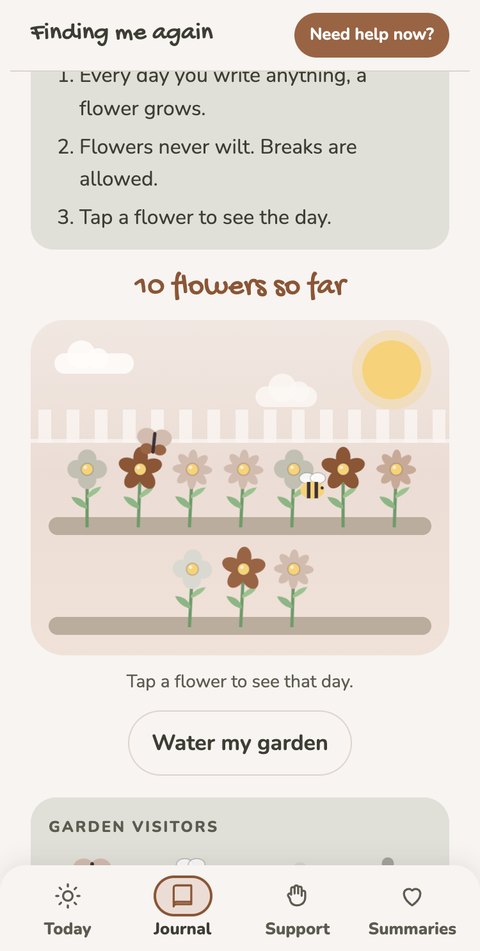 Finding me again
Need help now?
1. Every day you write anything, a
flower grows.
2. Flowers never wilt. Breaks are
allowed.
3. Tap a flower to see the day.
10 flowers so far
Tap a flower to see that day.
Water my garden
GARDEN VISITORS
Today
Journal
Support
Summaries